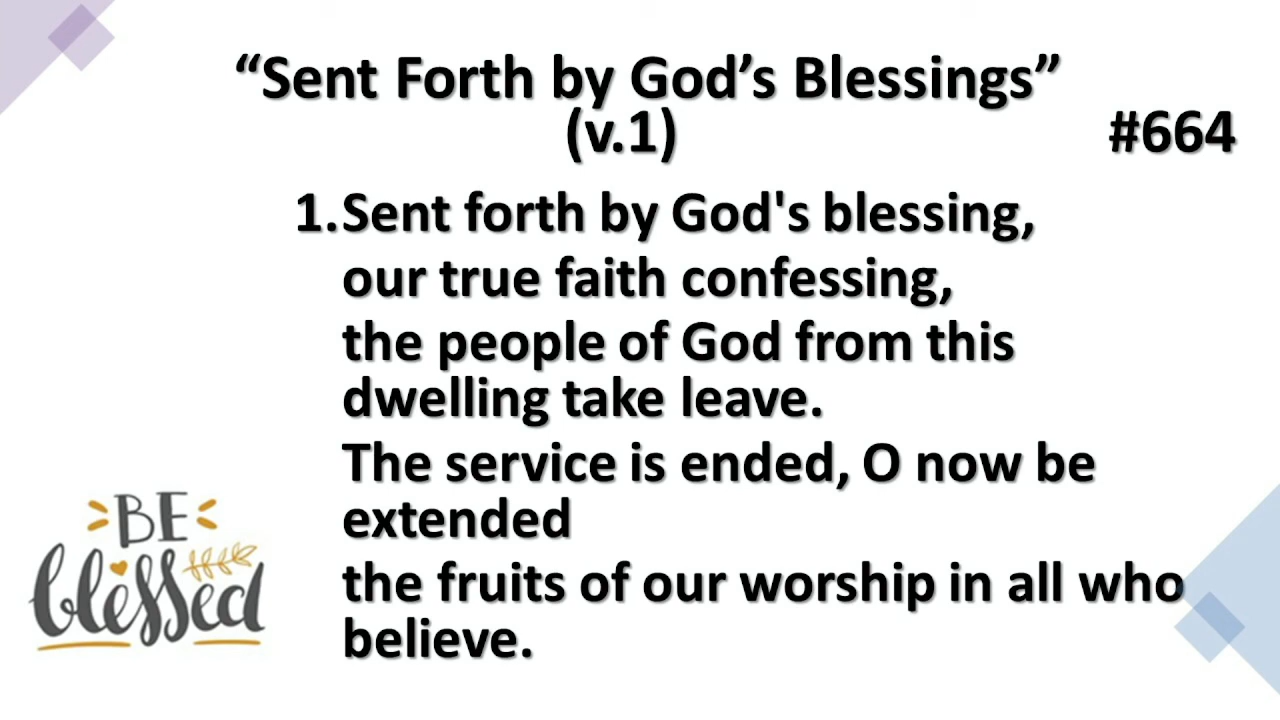 “Sent Forth by God’s Blessings”
(v.1) #664
1. Sent forth by God's blessing,
our true faith confessing,
the people of God from this
dwelling take leave.
The service is ended, O now be
extended
the fruits of our worship in all who
believe.
BE
blessed